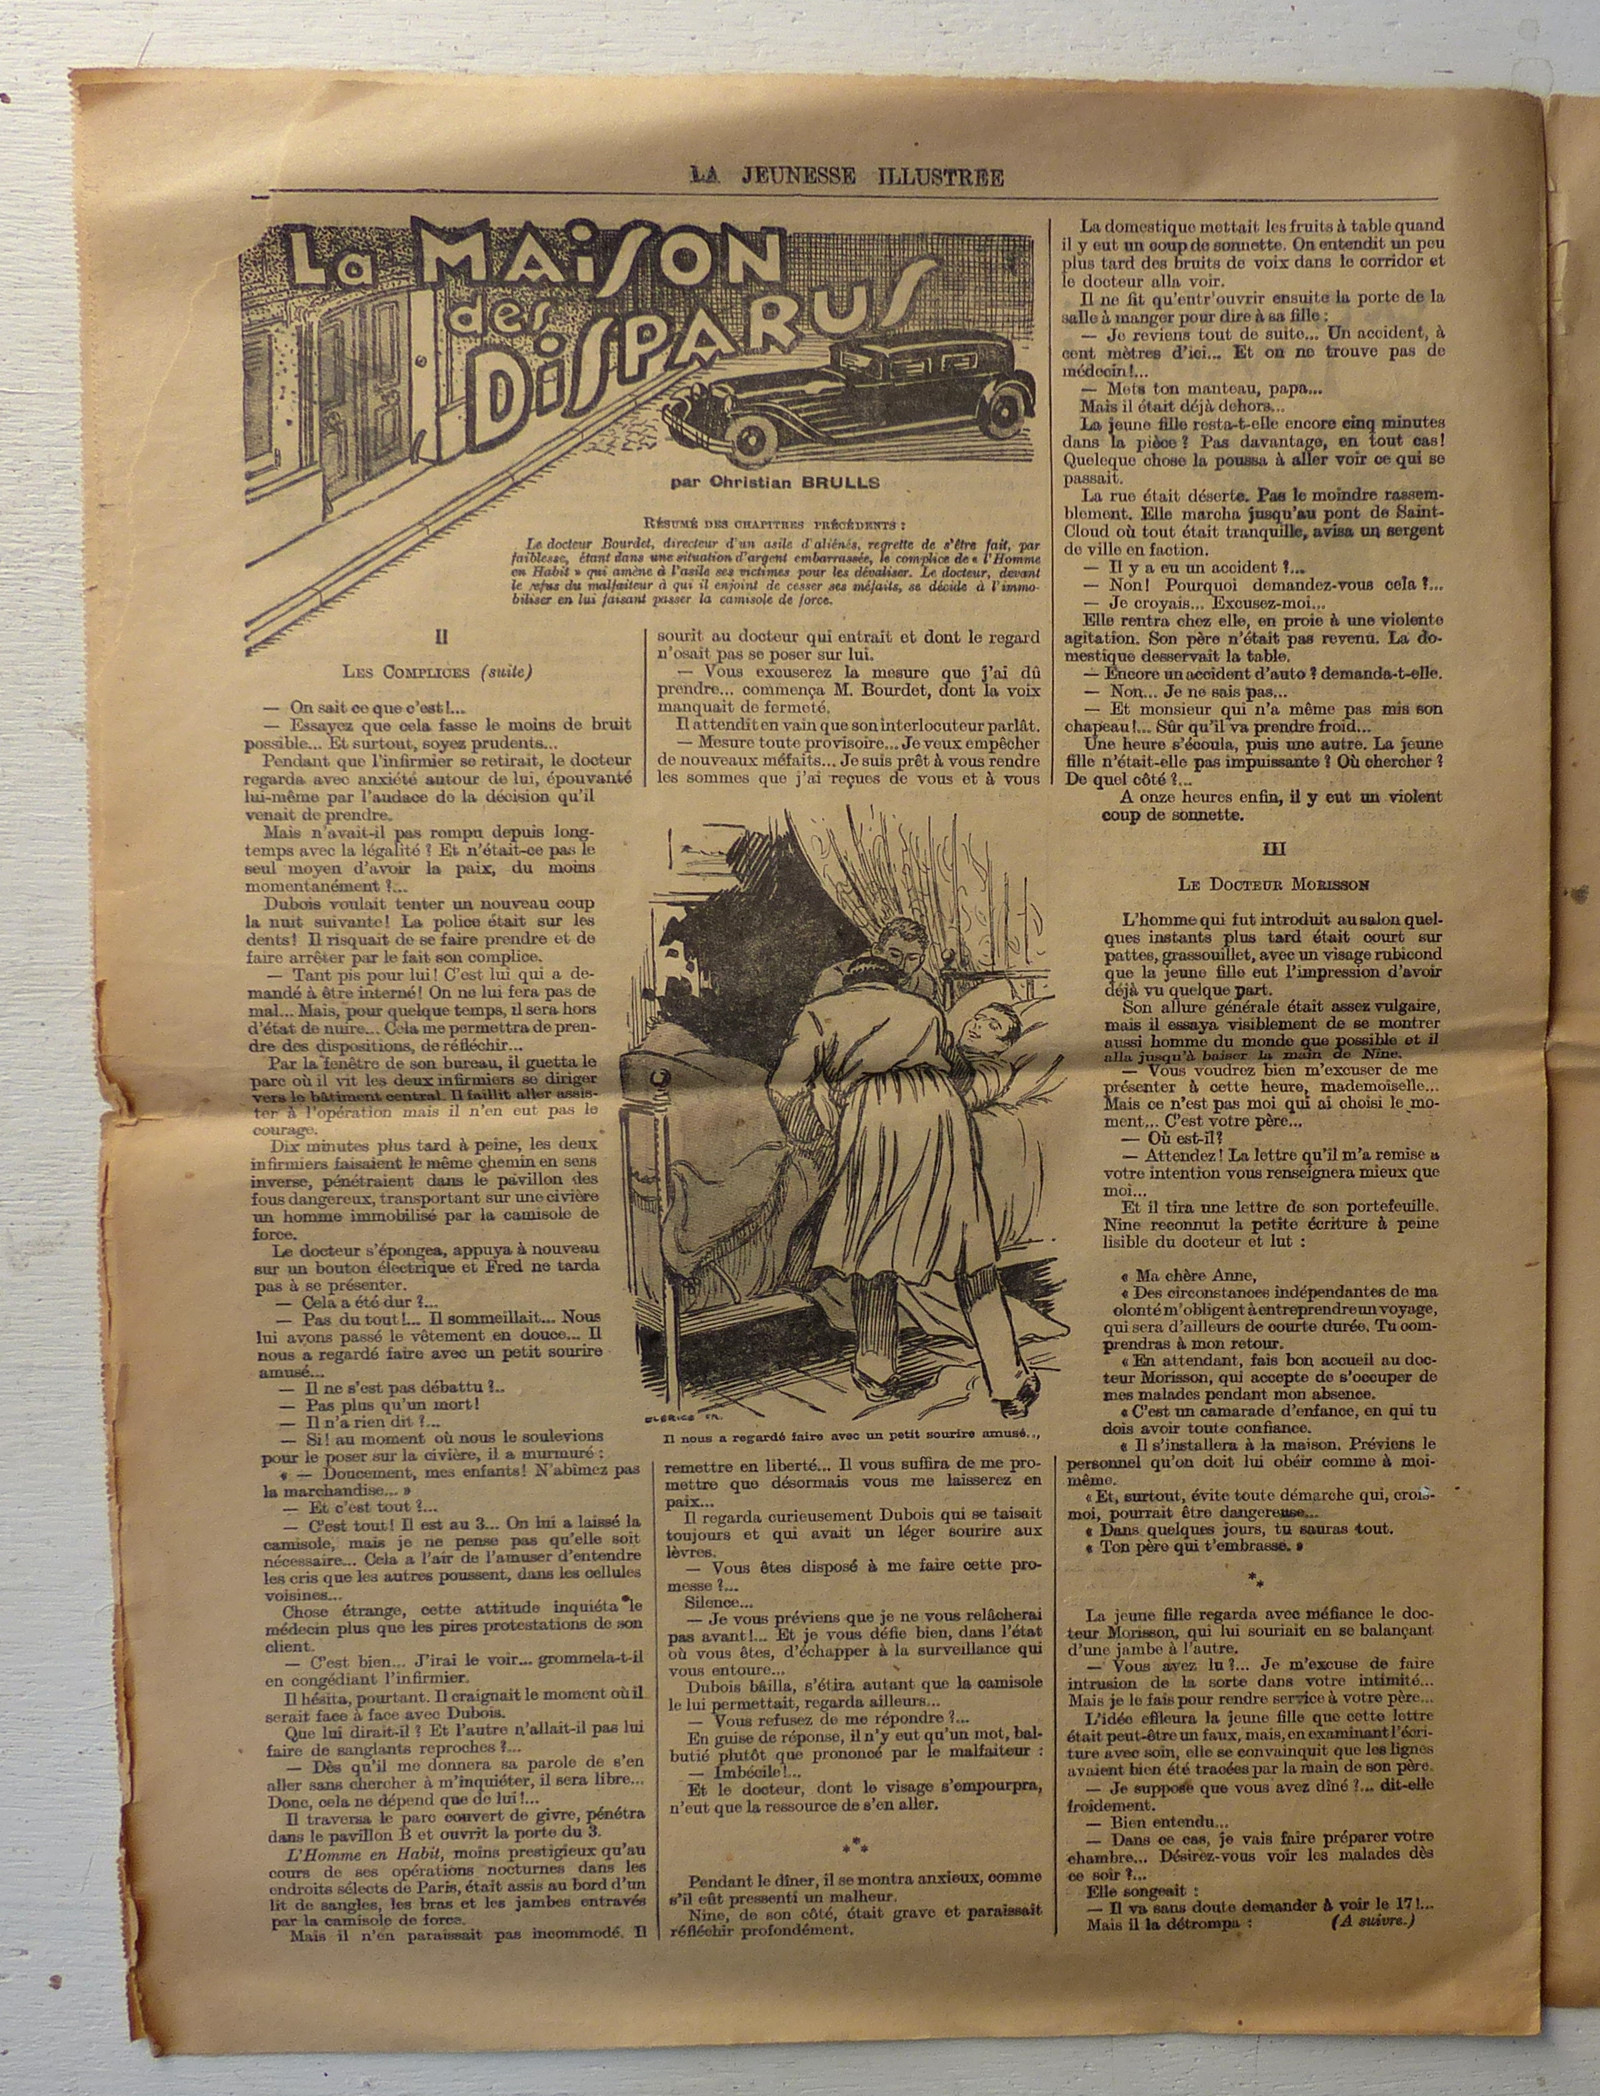 LA JEUNESSE ILLUSTREE
La MAiSON
des
DiSPARUS
par Christian BRULLS
RÉSUMÉ DES CHAPITRES PRÉCÉDENTS :
Le docteur Bourdet, directeur d'un asile d'aliénés, regrette de s'être fait, par
faiblesse, étant dans une situation d'argent embarrassée, le complice de « l'Homme
en Habit » qui amène à l'asile ses victimes pour les dévaliser. Le docteur, devant
le refus du malfaiteur à qui il enjoint de cesser ses méfaits, se décide à l'immo-
biliser en lui faisant passer la camisole de force.
II
LES COMPLICES (suite)
— On sait ce que c'est !...
— Essayez que cela fasse le moins de bruit
possible... Et surtout, soyez prudents...
Pendant que l'infirmier se retirait, le docteur
regarda avec anxiété autour de lui, épouvanté
lui-même par l'audace de la décision qu'il
venait de prendre.
Mais n'avait-il pas rompu depuis long-
temps avec la légalité ? Et n'était-ce pas le
seul moyen d'avoir la paix, du moins
momentanément ?...
Dubois voulait tenter un nouveau coup
la nuit suivante! La police était sur les
dents! Il risquait de se faire prendre et de
faire arrêter par le fait son complice.
— Tant pis pour lui! C'est lui qui a de-
mandé à être interné! On ne lui fera pas de
mal... Mais, pour quelque temps, il sera hors
d'état de nuire... Cela me permettra de pren-
dre des dispositions, de réfléchir...
Par la fenêtre de son bureau, il guetta le
parc où il vit les deux infirmiers se diriger
vers le bâtiment central. Il faillit aller assis-
ter à l'opération mais il n'en eut pas le
courage.
Dix minutes plus tard à peine, les deux
infirmiers faisaient le même chemin en sens
inverse, pénétraient dans le pavillon des
fous dangereux, transportant sur une civière
un homme immobilisé par la camisole de
force.
Le docteur s'épongea, appuya à nouveau
sur un bouton électrique et Fred ne tarda
pas à se présenter.
— Cela a été dur ?...
— Pas du tout !... Il sommeillait... Nous
lui avons passé le vêtement en douce... Il
nous a regardé faire avec un petit sourire
amusé...
— Il ne s'est pas débattu ?..
— Pas plus qu'un mort!
— Il n'a rien dit ?...
— Si! au moment où nous le soulevions
pour le poser sur la civière, il a murmuré :
« — Doucement, mes enfants! N'abîmez pas
la marchandise... »
— Et c'est tout ?...
— C'est tout! Il est au 3... On lui a laissé la
camisole, mais je ne pense pas qu'elle soit
nécessaire... Cela a l'air de l'amuser d'entendre
les cris que les autres poussent, dans les cellules
voisines...
Chose étrange, cette attitude inquiéta le
médecin plus que les pires protestations de son
client.
— C'est bien... J'irai le voir... grommela-t-il
en congédiant l'infirmier.
Il hésita, pourtant. Il craignait le moment où il
serait face à face avec Dubois.
Que lui dirait-il ? Et l'autre n'allait-il pas lui
faire de sanglants reproches ?...
— Dès qu'il me donnera sa parole de s'en
aller sans chercher à m'inquiéter, il sera libre...
Donc, cela ne dépend que de lui !...
Il traversa le parc couvert de givre, pénétra
dans le pavillon B et ouvrit la porte du 3.
L'Homme en Habit, moins prestigieux qu'au
cours de ses opérations nocturnes dans les
endroits sélects de Paris, était assis au bord d'un
lit de sangles, les bras et les jambes entravés
par la camisole de force.
Mais il n'en paraissait pas incommodé. Il
sourit au docteur qui entrait et dont le regard
n'osait pas se poser sur lui.
— Vous excuserez la mesure que j'ai dû
prendre... commença M. Bourdet, dont la voix
manquait de fermeté.
Il attendit en vain que son interlocuteur parlât.
— Mesure toute provisoire... Je veux empêcher
de nouveaux méfaits... Je suis prêt à vous rendre
les sommes que j'ai reçues de vous et à vous
CLERICE FR.
Il nous a regardé faire avec un petit sourire amusé..,
remettre en liberté... Il vous suffira de me pro-
mettre que désormais vous me laisserez en
paix...
Il regarda curieusement Dubois qui se taisait
toujours et qui avait un léger sourire aux
lèvres.
— Vous êtes disposé à me faire cette pro-
messe ?...
Silence...
— Je vous préviens que je ne vous relâcherai
pas avant !... Et je vous défie bien, dans l'état
où vous êtes, d'échapper à la surveillance qui
vous entoure...
Dubois bâilla, s'étira autant que la camisole
le lui permettait, regarda ailleurs...
— Vous refusez de me répondre ?...
En guise de réponse, il n'y eut qu'un mot, bal-
butié plutôt que prononcé par le malfaiteur :
— Imbécile !...
Et le docteur, dont le visage s'empourpra,
n'eut que la ressource de s'en aller.
***
Pendant le dîner, il se montra anxieux, comme
s'il eût pressenti un malheur.
Nine, de son côté, était grave et paraissait
réfléchir profondément.
La domestique mettait les fruits à table quand
il y eut un coup de sonnette. On entendit un peu
plus tard des bruits de voix dans le corridor et
le docteur alla voir.
Il ne fit qu'entr'ouvrir ensuite la porte de la
salle à manger pour dire à sa fille :
— Je reviens tout de suite... Un accident, à
cent mètres d'ici... Et on ne trouve pas de
médecin !...
— Mets ton manteau, papa...
Mais il était déjà dehors...
La jeune fille resta-t-elle encore cinq minutes
dans la pièce ? Pas davantage, en tout cas!
Quelcque chose la poussa à aller voir ce qui se
passait.
La rue était déserte. Pas le moindre rassem-
blement. Elle marcha jusqu'au pont de Saint-
Cloud où tout était tranquille, avisa un sergent
de ville en faction.
— Il y a eu un accident ?...
— Non! Pourquoi demandez-vous cela ?...
— Je croyais... Excusez-moi...
Elle rentra chez elle, en proie à une violente
agitation. Son père n'était pas revenu. La do-
mestique desservait la table.
— Encore un accident d'auto ? demanda-t-elle.
— Non... Je ne sais pas...
— Et monsieur qui n'a même pas mis son
chapeau !... Sûr qu'il va prendre froid...
Une heure s'écoula, puis une autre. La jeune
fille n'était-elle pas impuissante ? Où chercher ?
De quel côté ?...
A onze heures enfin, il y eut un violent
coup de sonnette.
III
LE DOCTEUR MORISSON
L'homme qui fut introduit au salon quel-
ques instants plus tard était court sur
pattes, grassouillet, avec un visage rubicond
que la jeune fille eut l'impression d'avoir
déjà vu quelque part.
Son allure générale était assez vulgaire,
mais il essaya visiblement de se montrer
aussi homme du monde que possible et il
alla jusqu'à baiser la main de Nine.
— Vous voudrez bien m'excuser de me
présenter à cette heure, mademoiselle...
Mais ce n'est pas moi qui ai choisi le mo-
ment... C'est votre père...
— Où est-il?
— Attendez! La lettre qu'il m'a remise a
votre intention vous renseignera mieux que
moi...
Et il tira une lettre de son portefeuille.
Nine reconnut la petite écriture à peine
lisible du docteur et lut :
« Ma chère Anne,
« Des circonstances indépendantes de ma
olonté m'obligent à entreprendre un voyage,
qui sera d'ailleurs de courte durée. Tu com-
prendras à mon retour.
« En attendant, fais bon accueil au doc-
teur Morisson, qui accepte de s'occuper de
mes malades pendant mon absence.
« C'est un camarade d'enfance, en qui tu
dois avoir toute confiance.
« Il s'installera à la maison. Préviens le
personnel qu'on doit lui obéir comme à moi-
même.
« Et, surtout, évite toute démarche qui, crois-
moi, pourrait être dangereuse...
« Dans quelques jours, tu sauras tout.
« Ton père qui t'embrasse. »
**
La jeune fille regarda avec méfiance le doc-
teur Morisson, qui lui souriait en se balançant
d'une jambe à l'autre.
— Vous avez lu ?... Je m'excuse de faire
intrusion de la sorte dans votre intimité...
Mais je le fais pour rendre service à votre père...
L'idée effleura la jeune fille que cette lettre
était peut-être un faux, mais, en examinant l'écri-
ture avec soin, elle se convainquit que les lignes
avaient bien été tracées par la main de son père.
— Je suppose que vous avez dîné ?... dit-elle
froidement.
— Bien entendu...
— Dans ce cas, je vais faire préparer votre
chambre... Désirez-vous voir les malades dès
ce soir ?...
Elle songeait :
— Il va sans doute demander à voir le 17 !...
Mais il la détrompa : (A suivre.)